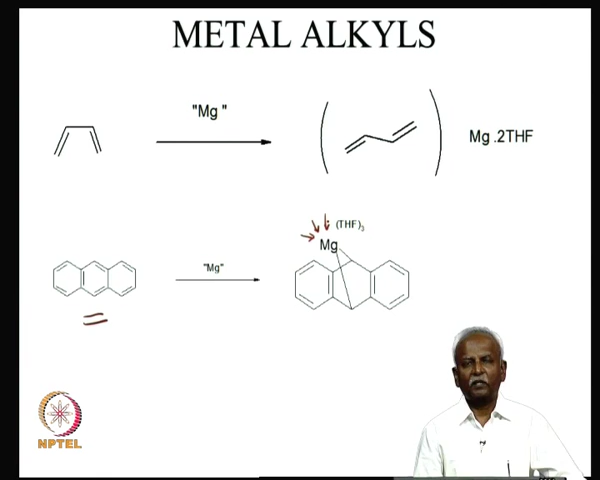 METAL ALKYLS
"Mg "
Mg .2THF
(THF)3
Mg
"Mg"
NPTEL